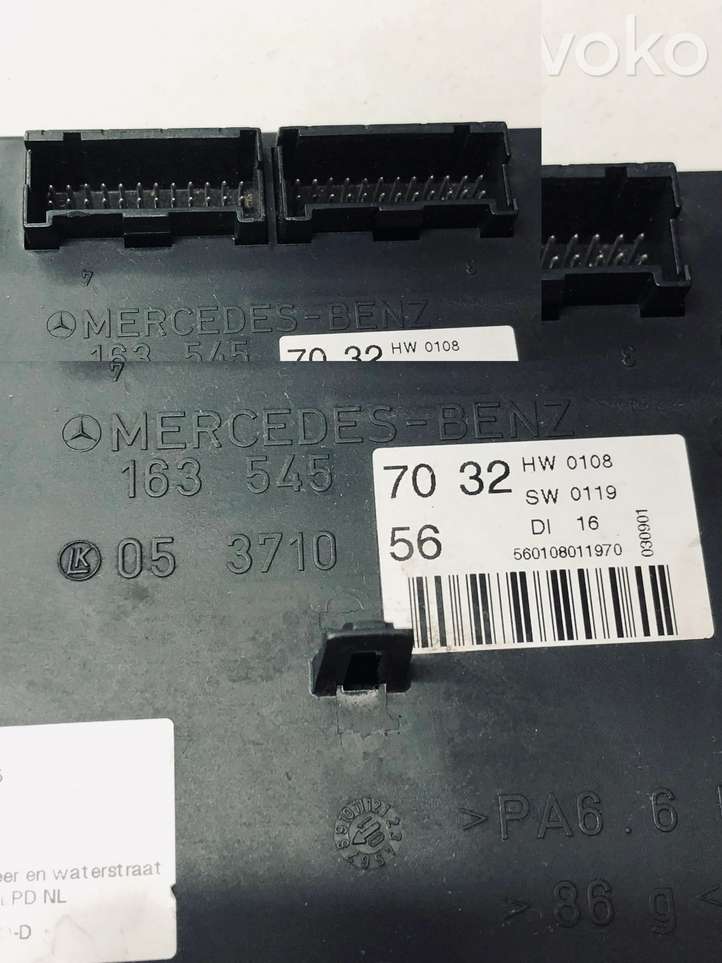 voko
7
8
MERCEDES-BENZ
163 545
70 32 HW 0108
8
7
MERCEDES-BENZ
163 545
70 32 HW 0108
SW 0119
56 DI 16
560108011970
030901
LK 05 3710
>PA6.6
>86 g<
eer en waterstraat
PD NL
-D